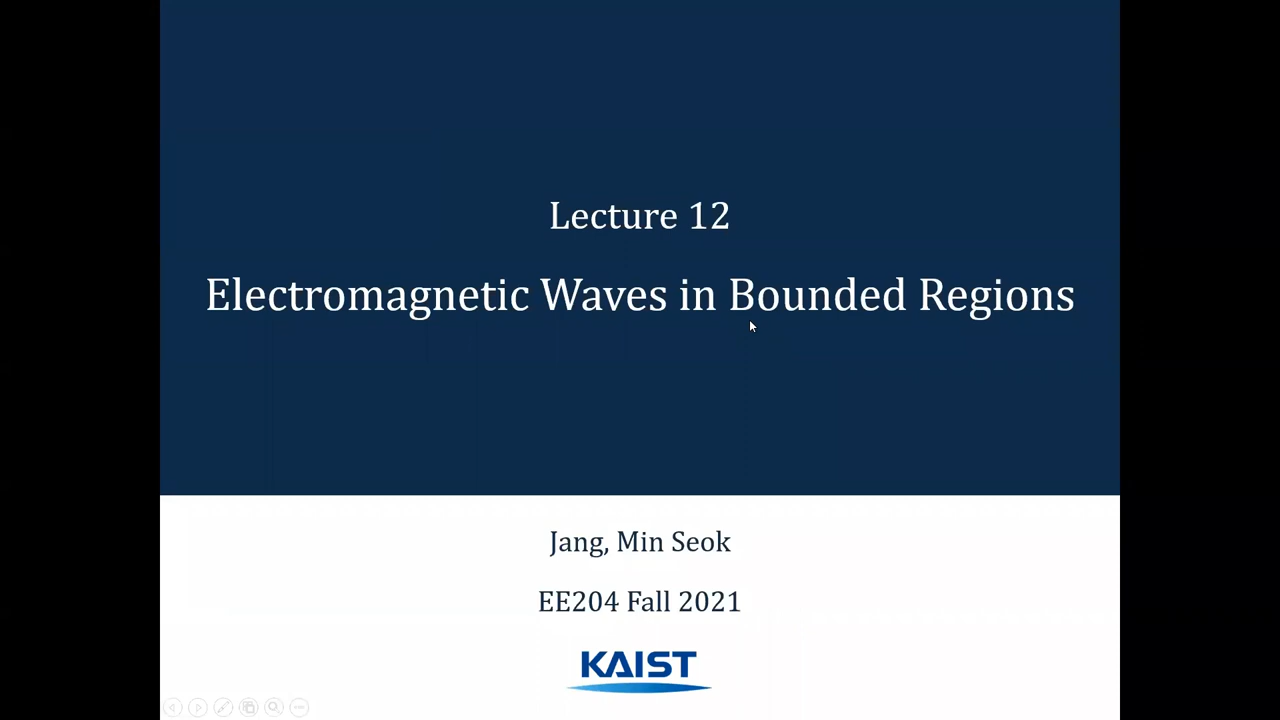 Lecture 12
Electromagnetic Waves in Bounded Regions
Jang, Min Seok
EE204 Fall 2021
KAIST